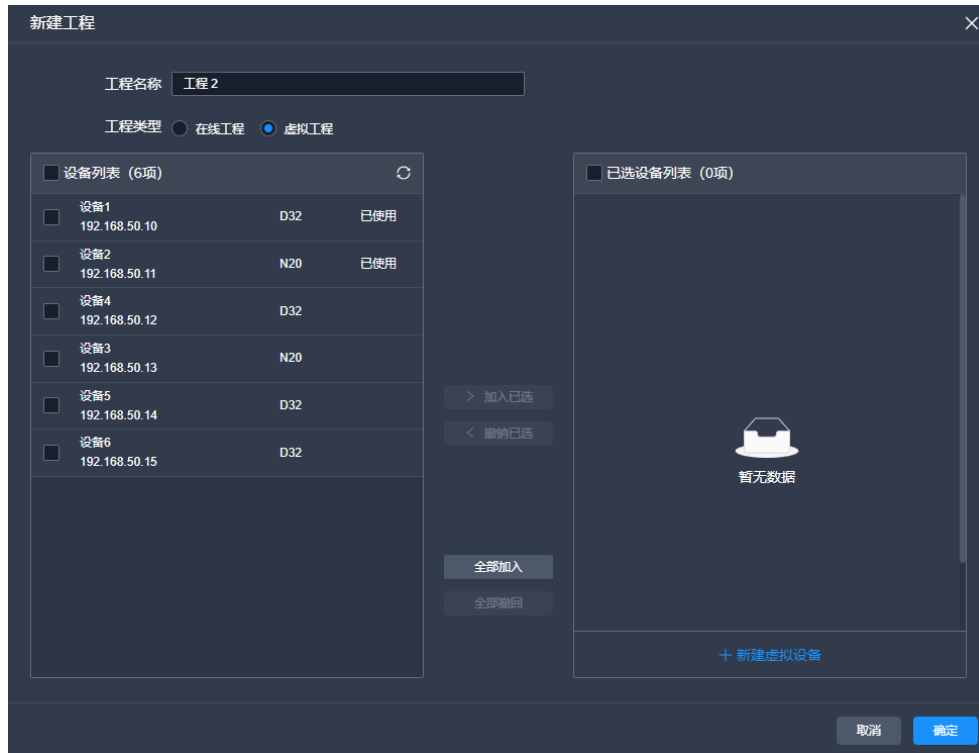 新建工程
工程名称 工程2
工程类型 在线工程 虚拟工程
设备列表（6项）
设备1
192.168.50.10 D32 已使用
设备2
192.168.50.11 N20 已使用
设备4
192.168.50.12 D32
设备3
192.168.50.13 N20
设备5
192.168.50.14 D32
设备6
192.168.50.15 D32
> 加入已选
< 撤销已选
全部加入
全部撤回
已选设备列表（0项）
暂无数据
+ 新建虚拟设备
取消 确定